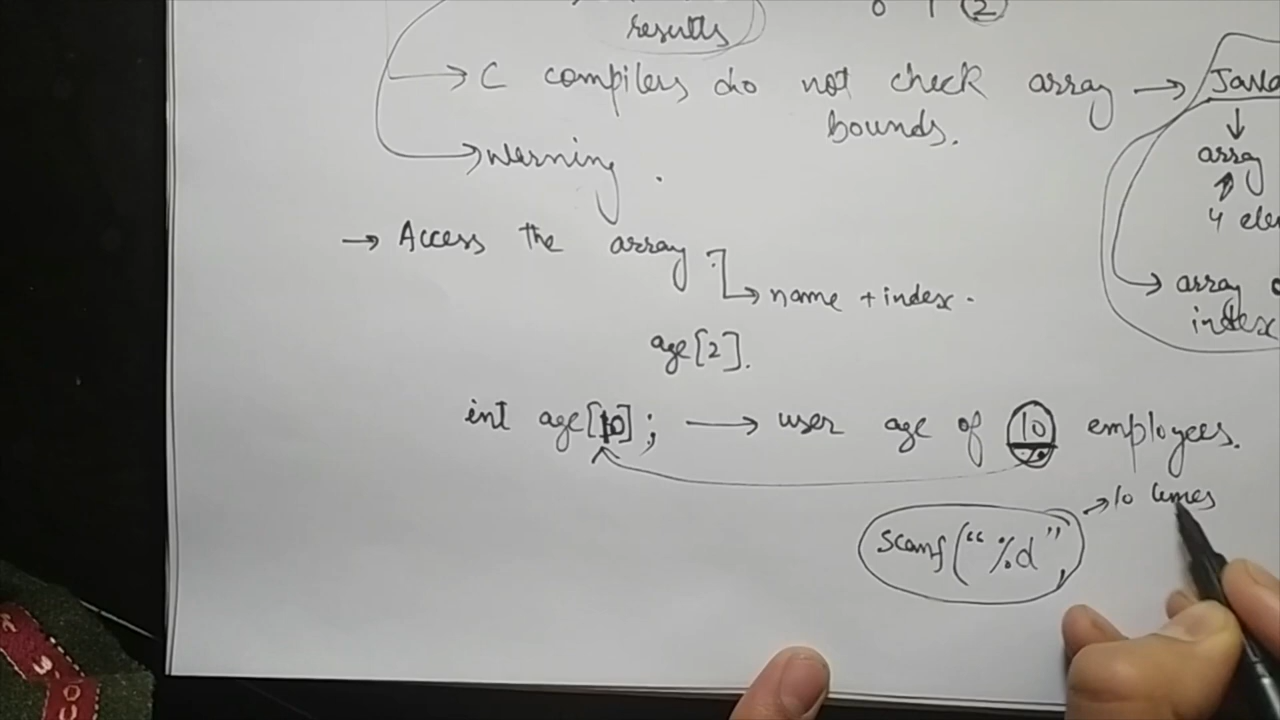 results
0 1 2
→ C compilers do not check array → Java
bounds.
→ Warning.
↓
array
4 ele
→ Access the array.
→ name + index.
→ array
index
age[2].
int age[10]; → user age of 10 employees.
→ 10 times
scanf("%d",